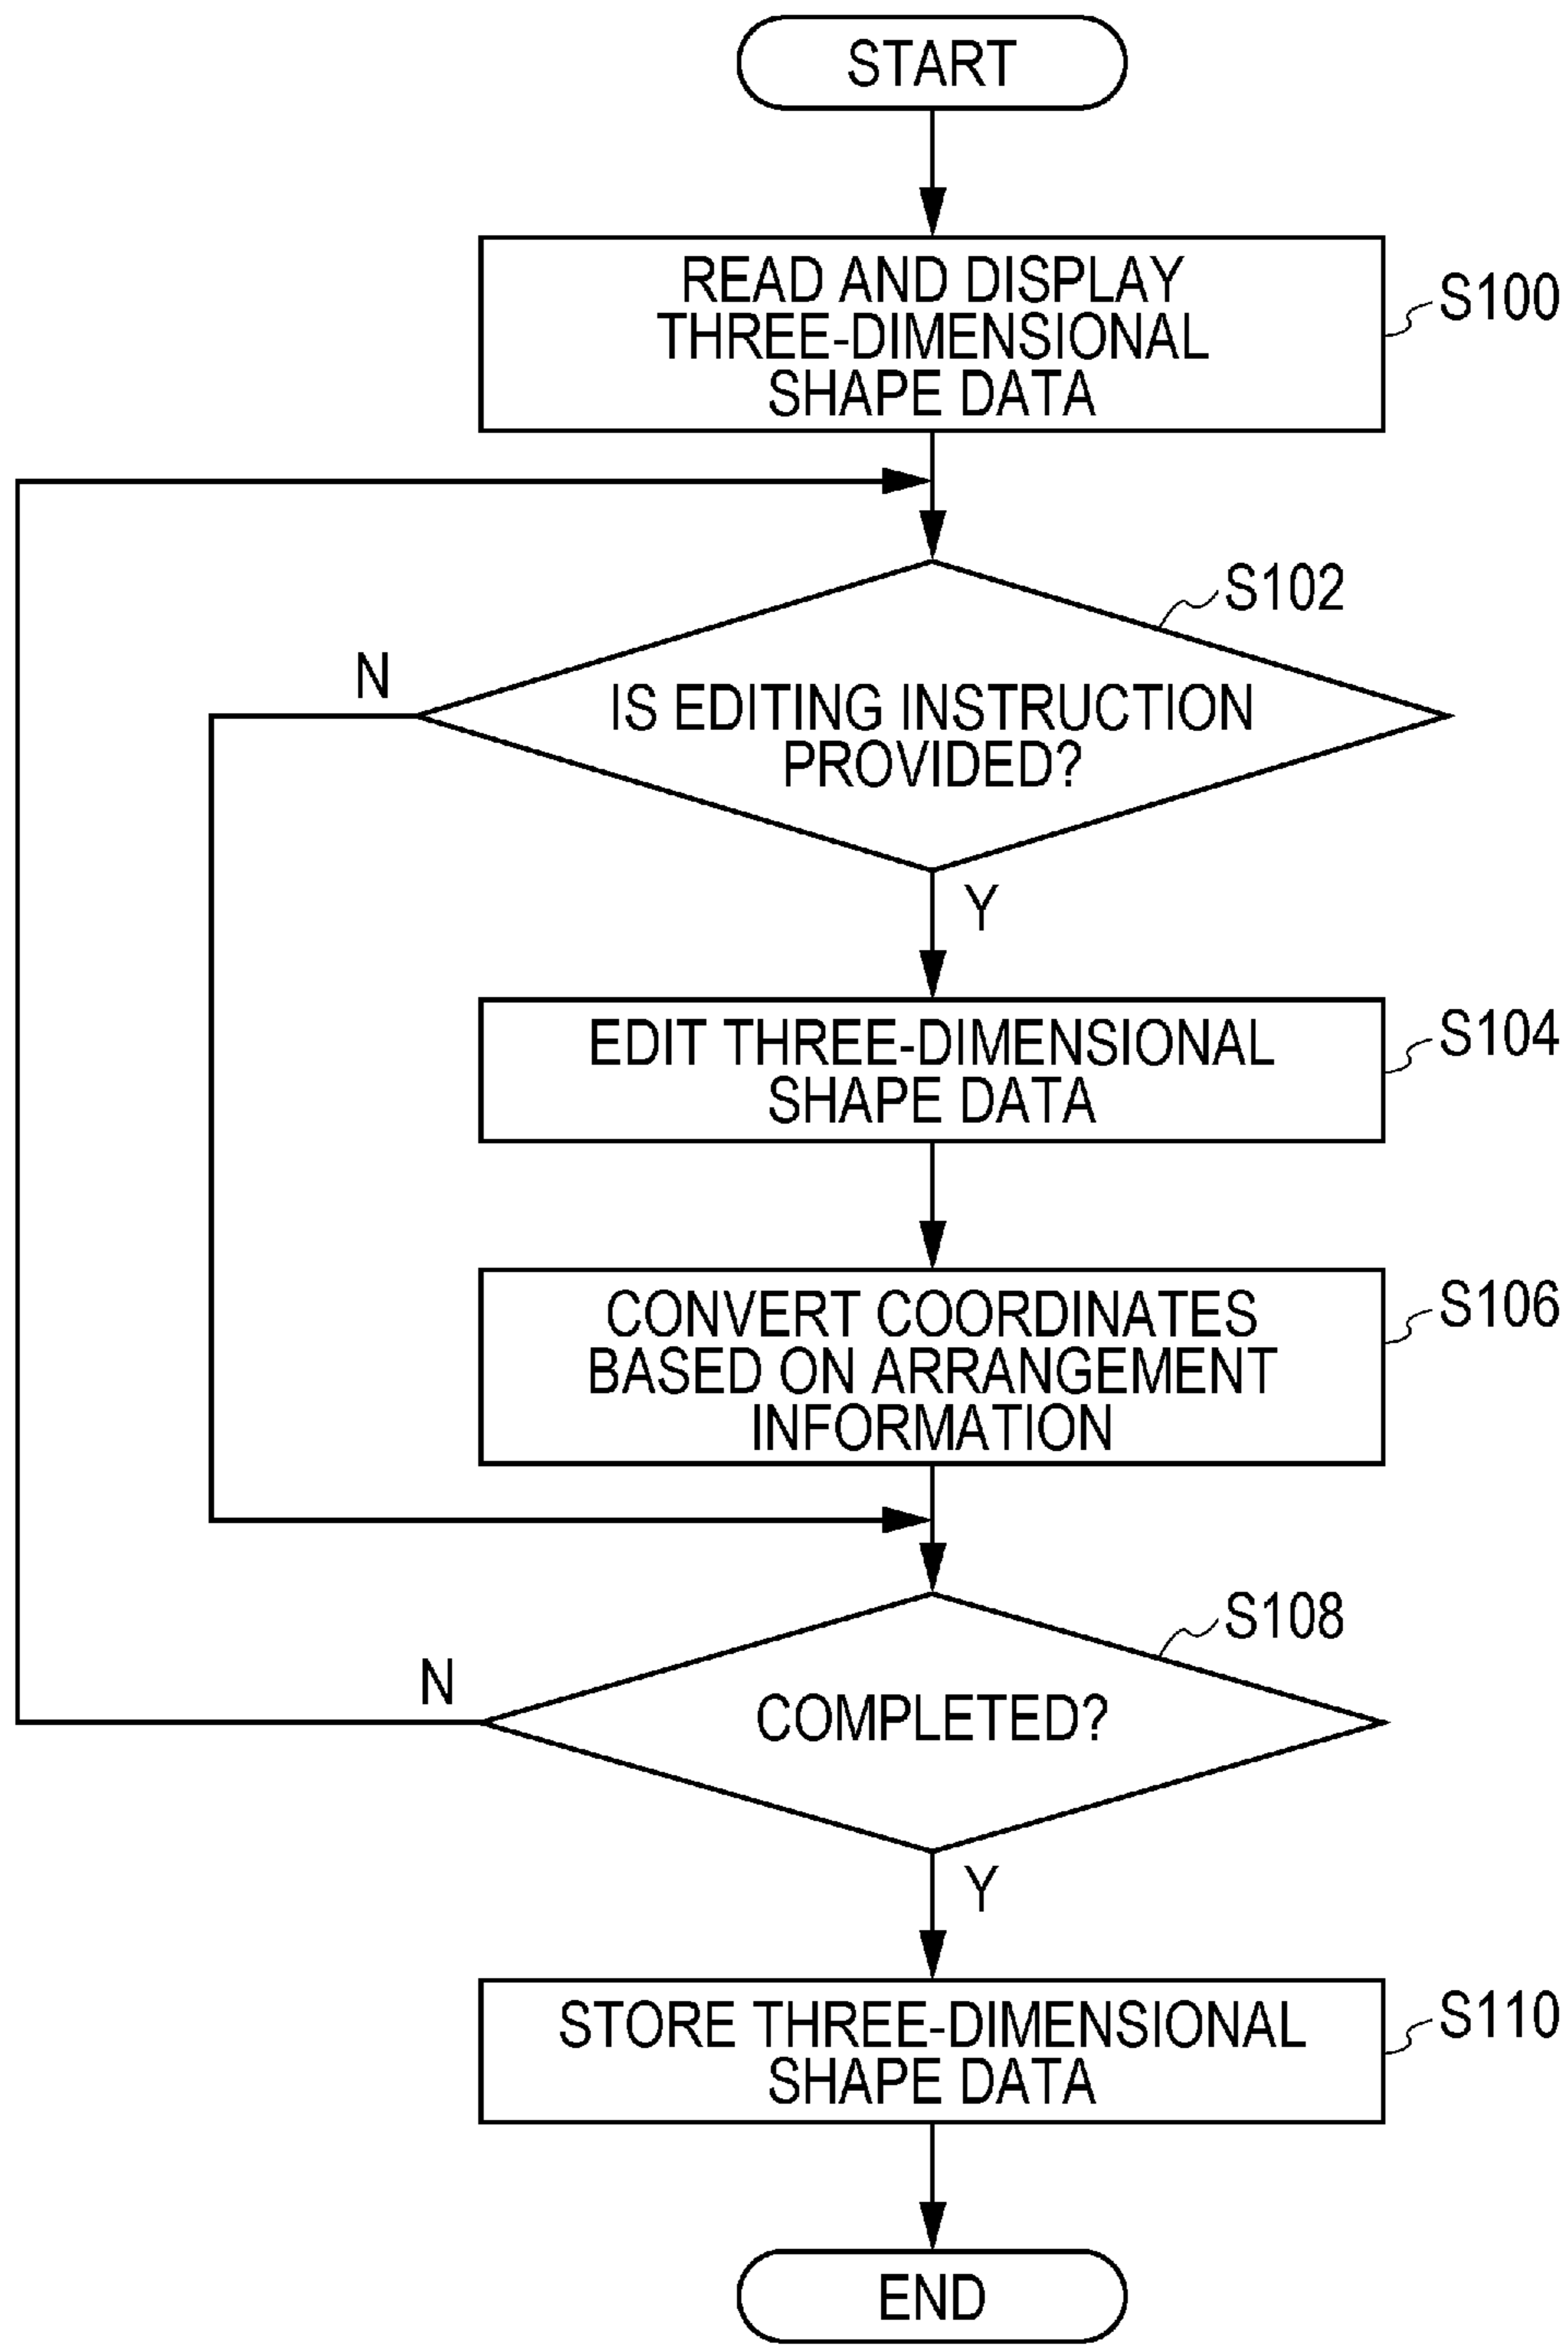 START
READ AND DISPLAY
THREE-DIMENSIONAL
SHAPE DATA
S100
S102
N
IS EDITING INSTRUCTION
PROVIDED?
Y
EDIT THREE-DIMENSIONAL
SHAPE DATA
S104
CONVERT COORDINATES
BASED ON ARRANGEMENT
INFORMATION
S106
S108
N
COMPLETED?
Y
STORE THREE-DIMENSIONAL
SHAPE DATA
S110
END